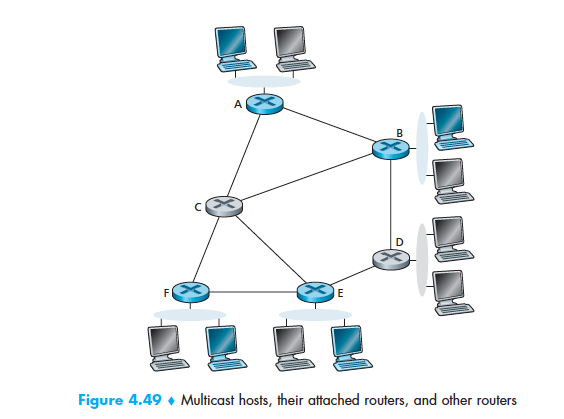 A
B
C
D
F
E
Figure 4.49 ♦ Multicast hosts, their attached routers, and other routers